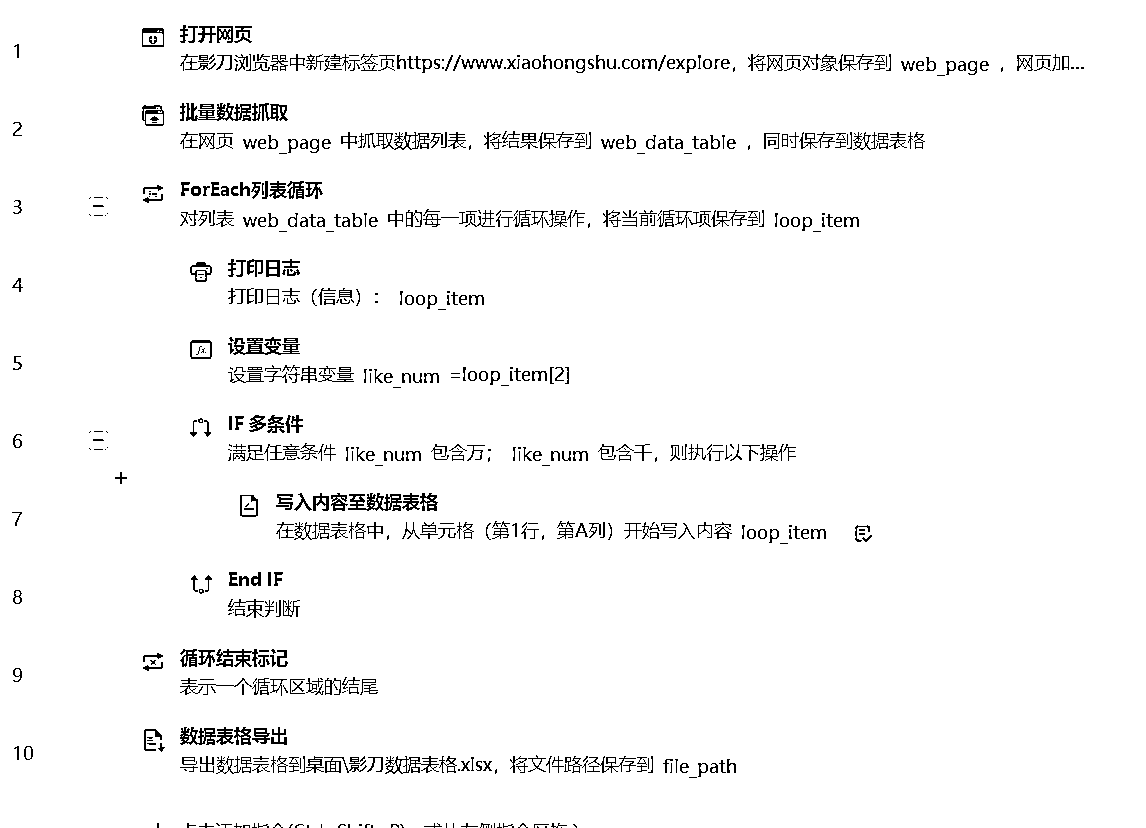 1
打开网页
在影刀浏览器中新建标签页https://www.xiaohongshu.com/explore，将网页对象保存到 web_page ，网页加...
2
批量数据抓取
在网页 web_page 中抓取数据列表，将结果保存到 web_data_table ，同时保存到数据表格
3
ForEach列表循环
对列表 web_data_table 中的每一项进行循环操作，将当前循环项保存到 loop_item
4
打印日志
打印日志（信息）： loop_item
5
设置变量
设置字符串变量 like_num =loop_item[2]
6
IF 多条件
满足任意条件 like_num 包含万； like_num 包含千，则执行以下操作
7
写入内容至数据表格
在数据表格中，从单元格（第1行，第A列）开始写入内容 loop_item
8
End IF
结束判断
9
循环结束标记
表示一个循环区域的结尾
10
数据表格导出
导出数据表格到桌面\影刀数据表格.xlsx，将文件路径保存到 file_path